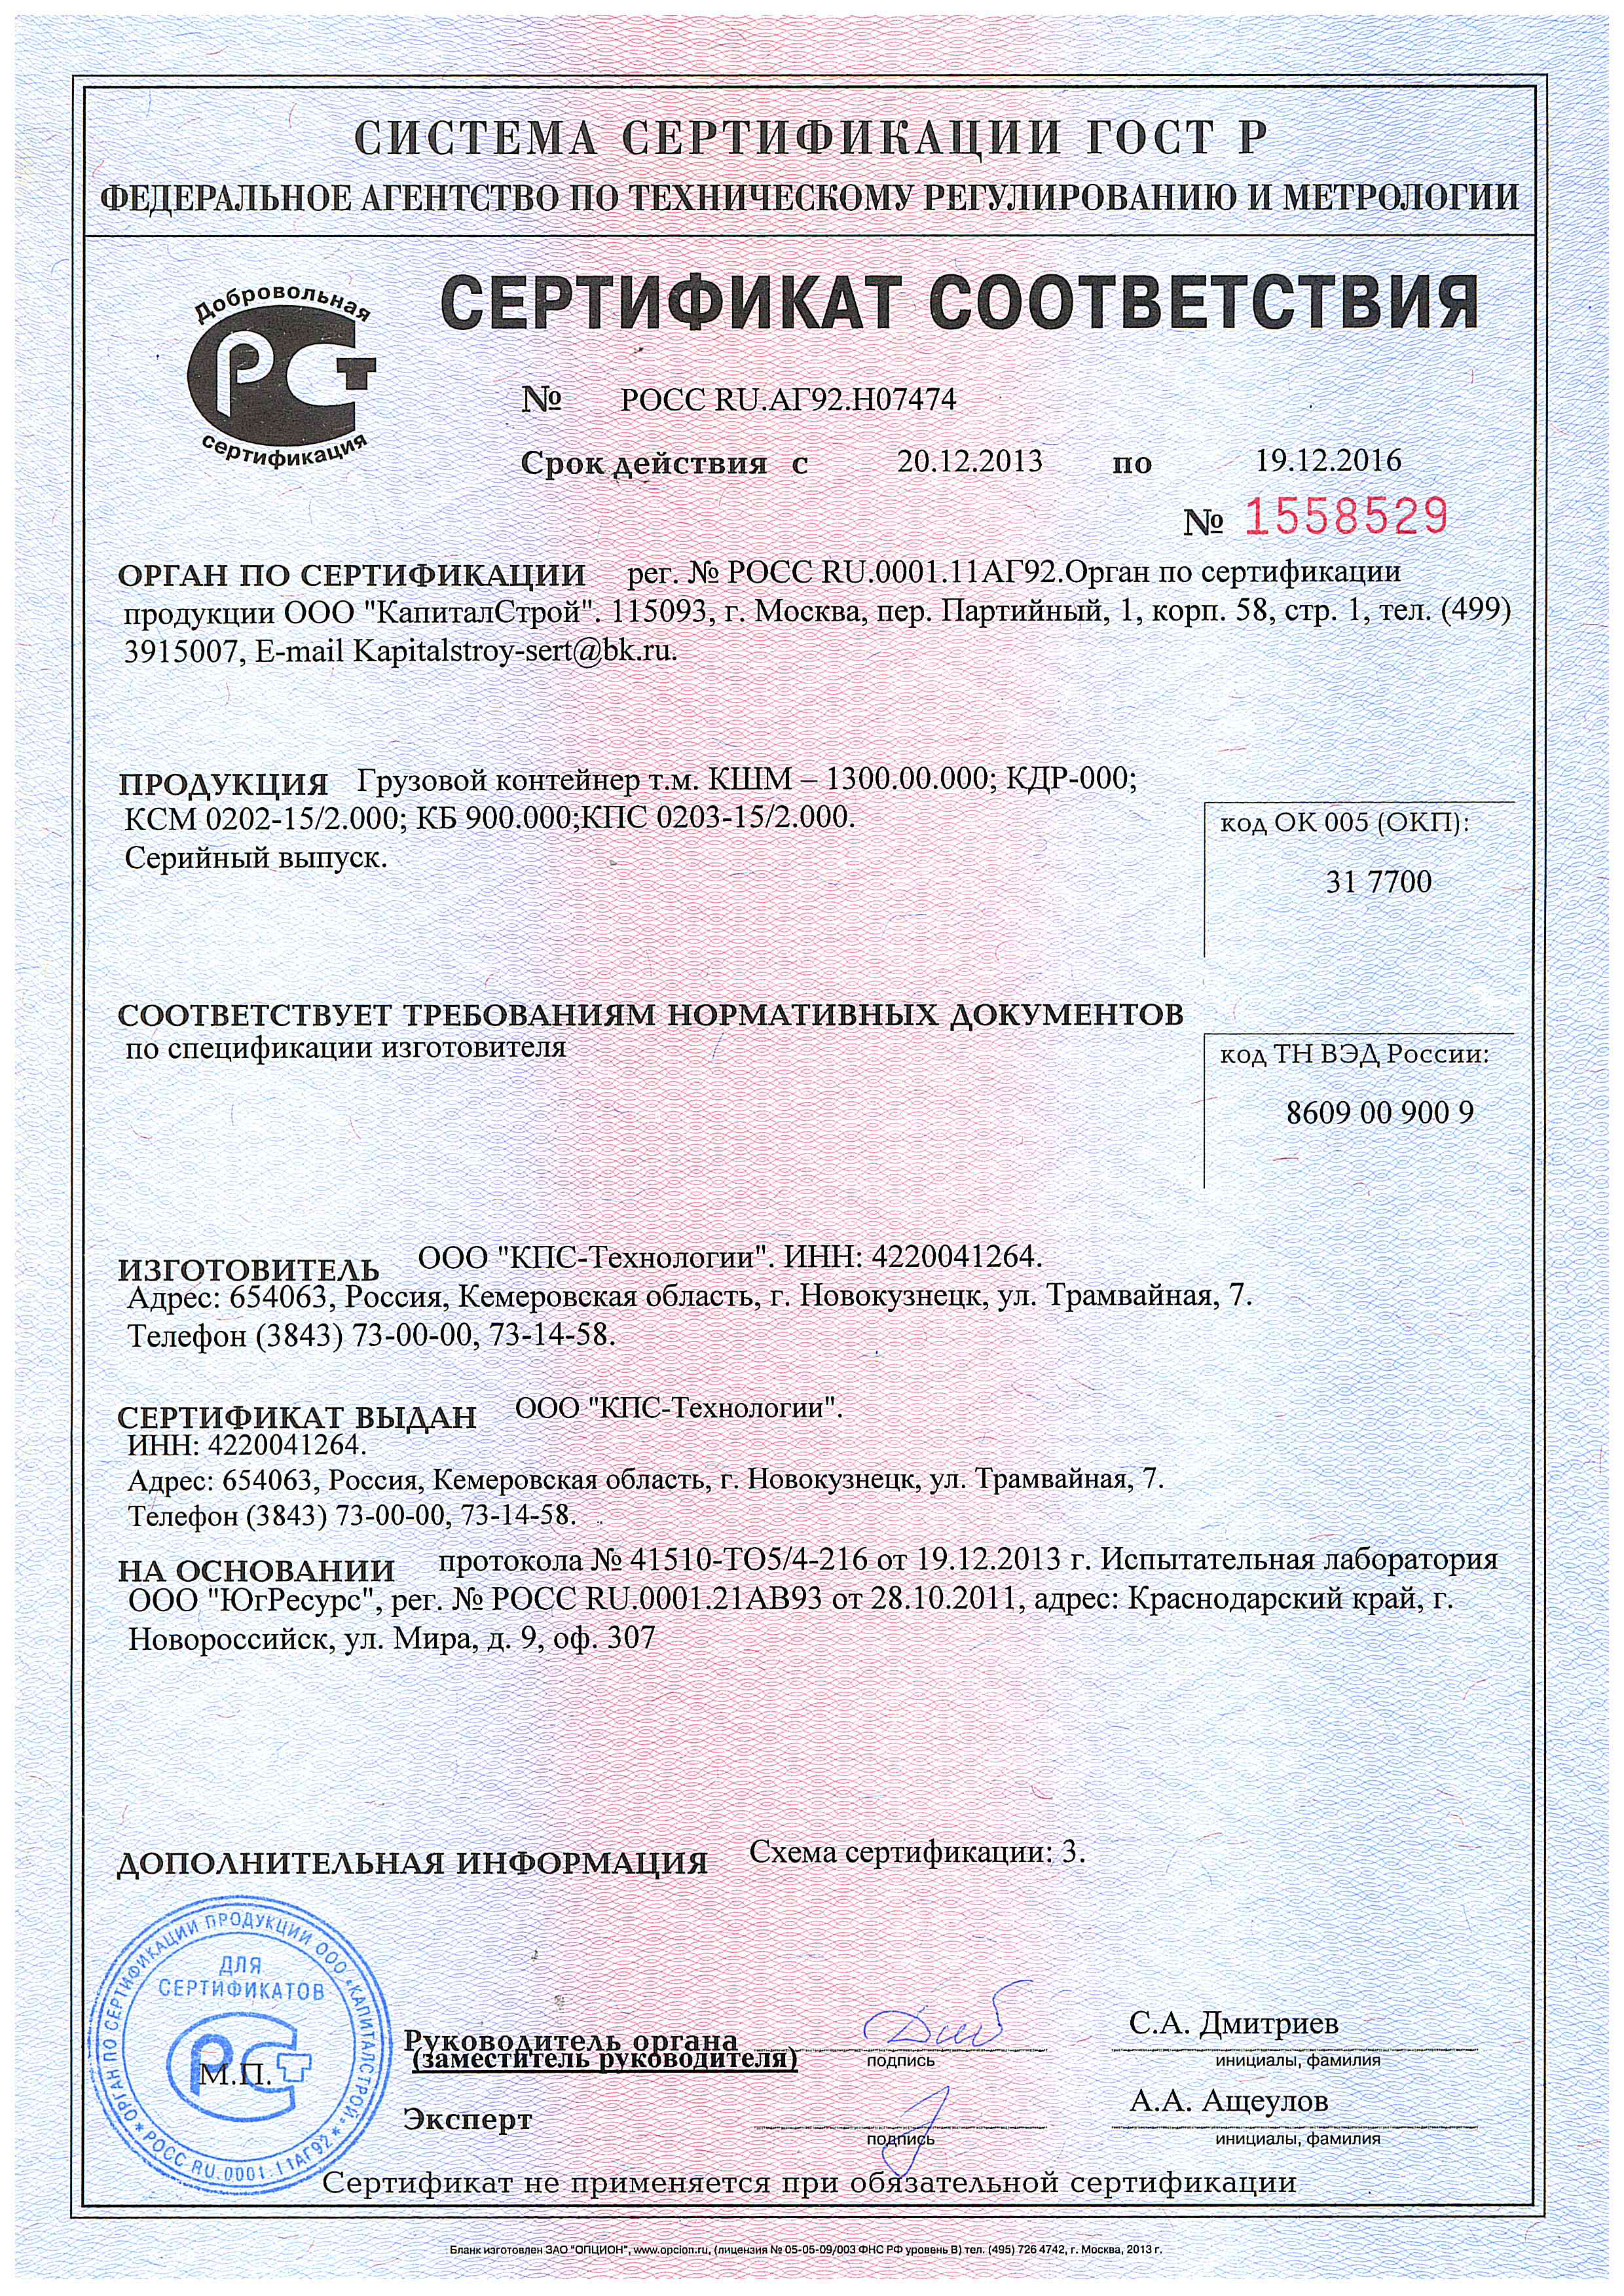 СИСТЕМА СЕРТИФИКАЦИИ ГОСТ Р
ФЕДЕРАЛЬНОЕ АГЕНТСТВО ПО ТЕХНИЧЕСКОМУ РЕГУЛИРОВАНИЮ И МЕТРОЛОГИИ
Добровольная
РСТ
сертификация
СЕРТИФИКАТ СООТВЕТСТВИЯ
№ РОСС RU.АГ92.Н07474
Срок действия с 20.12.2013 по 19.12.2016
№ 1558529
ОРГАН ПО СЕРТИФИКАЦИИ рег. № РОСС RU.0001.11АГ92.Орган по сертификации
продукции ООО "КапиталСтрой". 115093, г. Москва, пер. Партийный, 1, корп. 58, стр. 1, тел. (499)
3915007, E-mail Kapitalstroy-sert@bk.ru.
ПРОДУКЦИЯ Грузовой контейнер т.м. КШМ – 1300.00.000; КДР-000;
КСМ 0202-15/2.000; КБ 900.000;КПС 0203-15/2.000.
Серийный выпуск.
код ОК 005 (ОКП):
31 7700
СООТВЕТСТВУЕТ ТРЕБОВАНИЯМ НОРМАТИВНЫХ ДОКУМЕНТОВ
по спецификации изготовителя
код ТН ВЭД России:
8609 00 900 9
ИЗГОТОВИТЕЛЬ ООО "КПС-Технологии". ИНН: 4220041264.
Адрес: 654063, Россия, Кемеровская область, г. Новокузнецк, ул. Трамвайная, 7.
Телефон (3843) 73-00-00, 73-14-58.
СЕРТИФИКАТ ВЫДАН ООО "КПС-Технологии".
ИНН: 4220041264.
Адрес: 654063, Россия, Кемеровская область, г. Новокузнецк, ул. Трамвайная, 7.
Телефон (3843) 73-00-00, 73-14-58.
НА ОСНОВАНИИ протокола № 41510-ТО5/4-216 от 19.12.2013 г. Испытательная лаборатория
ООО "ЮгРесурс", рег. № РОСС RU.0001.21АВ93 от 28.10.2011, адрес: Краснодарский край, г.
Новороссийск, ул. Мира, д. 9, оф. 307
ДОПОЛНИТЕЛЬНАЯ ИНФОРМАЦИЯ Схема сертификации: 3.
ОРГАН ПО СЕРТИФИКАЦИИ ПРОДУКЦИИ ООО «КАПИТАЛСТРОЙ» * РОСС RU.0001.11АГ92 *
ДЛЯ
СЕРТИФИКАТОВ
РСТ
М.П.
Руководитель органа
(заместитель руководителя)
подпись
С.А. Дмитриев
инициалы, фамилия
Эксперт
подпись
А.А. Ащеулов
инициалы, фамилия
Сертификат не применяется при обязательной сертификации
Бланк изготовлен ЗАО "ОПЦИОН", www.opcion.ru, (лицензия № 05-05-09/003 ФНС РФ уровень B) тел. (495) 726 4742, г. Москва, 2013 г.